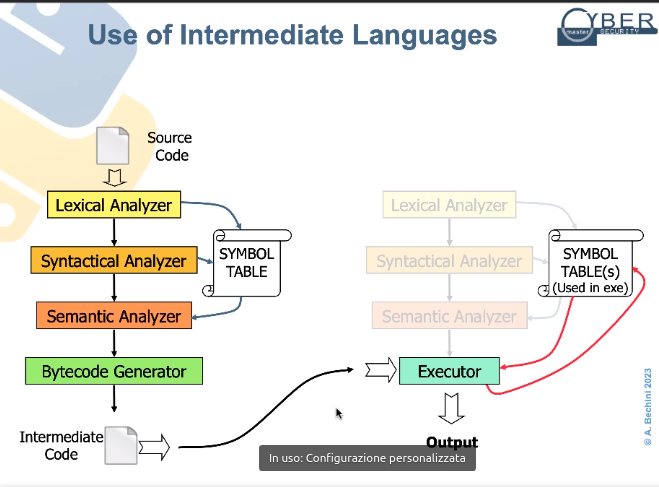 Use of Intermediate Languages
CYBER
master SECURITY
Source
Code
Lexical Analyzer
Syntactical Analyzer
SYMBOL
TABLE
Semantic Analyzer
Bytecode Generator
Intermediate
Code
Lexical Analyzer
Syntactical Analyzer
SYMBOL
TABLE(s)
(Used in exe)
Semantic Analyzer
Executor
Output
In uso: Configurazione personalizzata
© A. Bechini 2023